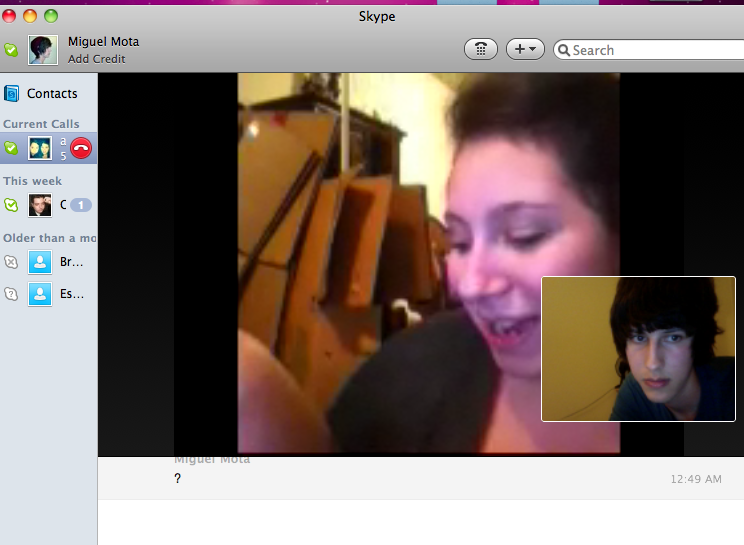 Skype
Miguel Mota
Add Credit
Search
Contacts
Current Calls
a
5
This week
C
1
Older than a mo
Br...
Es...
Miguel Mota
?
12:49 AM